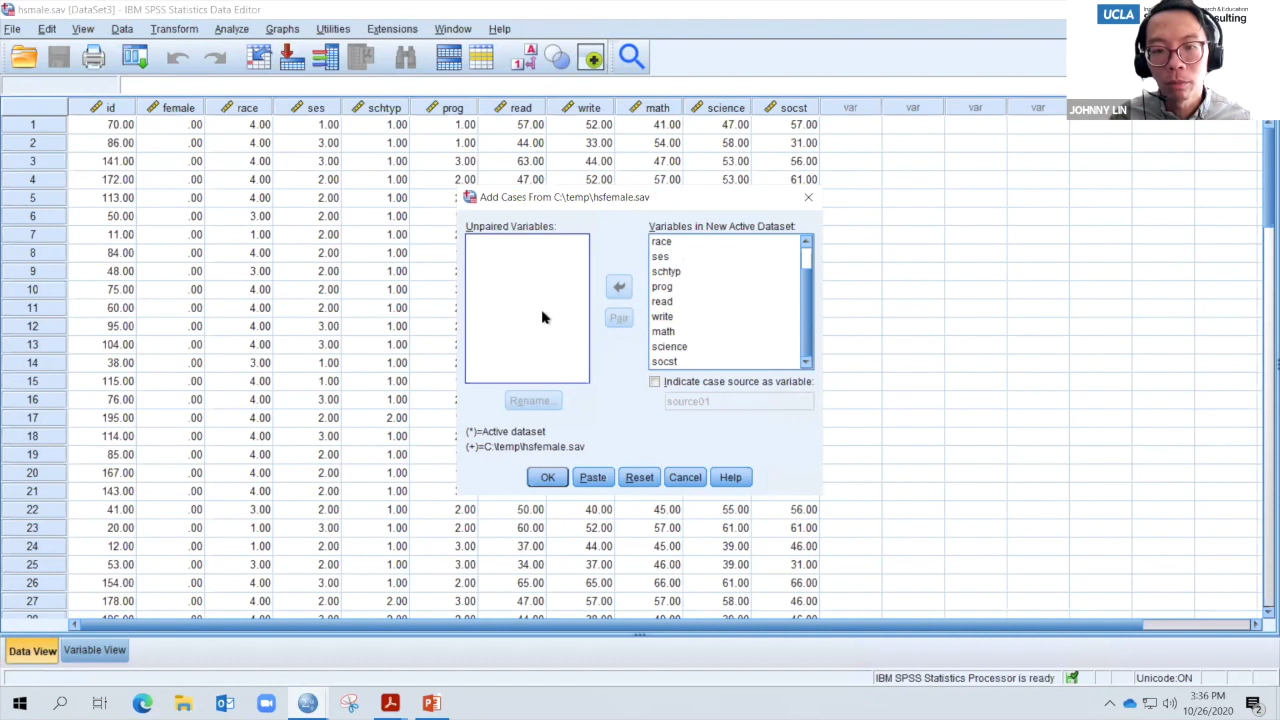 hsmale.sav [DataSet3] - IBM SPSS Statistics Data Editor
File Edit View Data Transform Analyze Graphs Utilities Extensions Window Help
UCLA
JOHNNY LIN
id female race ses schtyp prog read write math science socst var var var var
1 70.00 .00 4.00 1.00 1.00 1.00 57.00 52.00 41.00 47.00 57.00
2 86.00 .00 4.00 3.00 1.00 1.00 44.00 33.00 54.00 58.00 31.00
3 141.00 .00 4.00 3.00 1.00 3.00 63.00 44.00 47.00 53.00 56.00
4 172.00 .00 4.00 2.00 1.00 2.00 47.00 52.00 57.00 53.00 61.00
5 113.00 .00 4.00 2.00 1.00
6 50.00 .00 3.00 2.00 1.00
7 11.00 .00 1.00 2.00 1.00
8 84.00 .00 4.00 2.00 1.00
9 48.00 .00 3.00 2.00 1.00
10 75.00 .00 4.00 2.00 1.00
11 60.00 .00 4.00 2.00 1.00
12 95.00 .00 4.00 3.00 1.00
13 104.00 .00 4.00 3.00 1.00
14 38.00 .00 3.00 1.00 1.00
15 115.00 .00 4.00 1.00 1.00
16 76.00 .00 4.00 3.00 1.00
17 195.00 .00 4.00 2.00 2.00
18 114.00 .00 4.00 3.00 1.00
19 85.00 .00 4.00 2.00 1.00
20 167.00 .00 4.00 2.00 1.00
21 143.00 .00 4.00 2.00 1.00
22 41.00 .00 3.00 2.00 1.00 2.00 50.00 40.00 45.00 55.00 56.00
23 20.00 .00 1.00 3.00 1.00 2.00 60.00 52.00 57.00 61.00 61.00
24 12.00 .00 1.00 2.00 1.00 3.00 37.00 44.00 45.00 39.00 46.00
25 53.00 .00 3.00 2.00 1.00 3.00 34.00 37.00 46.00 39.00 31.00
26 154.00 .00 4.00 3.00 1.00 2.00 65.00 65.00 66.00 61.00 66.00
27 178.00 .00 4.00 2.00 2.00 3.00 47.00 57.00 57.00 58.00 46.00
Add Cases From C:\temp\hsfemale.sav
Unpaired Variables:
Variables in New Active Dataset:
race
ses
schtyp
prog
read
write
math
science
socst
Pair
Indicate case source as variable:
source01
Rename...
(*)=Active dataset
(+)=C:\temp\hsfemale.sav
OK Paste Reset Cancel Help
Data View Variable View
IBM SPSS Statistics Processor is ready Unicode:ON
3:36 PM
10/26/2020
2